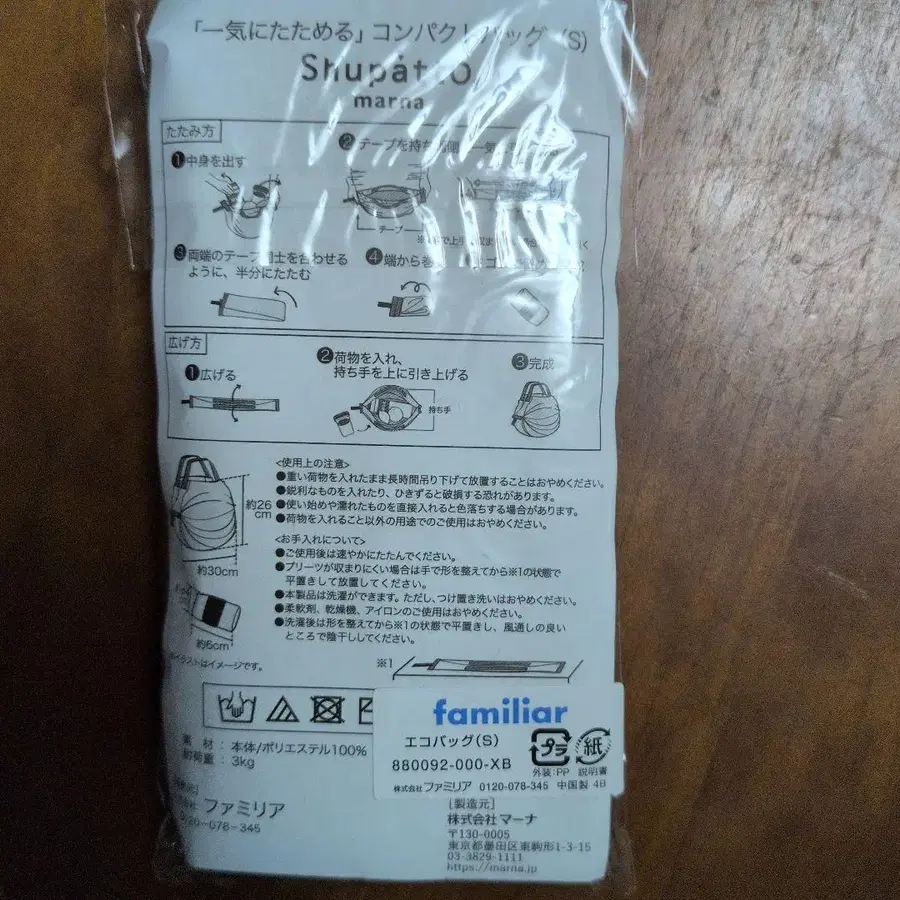 「一気にたためる」コンパクトバッグ (S)
Shupatto
marna
たたみ方
❶中身を出す
❷テープを持ち
テープ
❸両端のテープ同士を合わせる
ように、半分にたたむ
❹端から
広げ方
❶広げる
❷荷物を入れ、
持ち手を上に引き上げる
持ち手
❸完成
約26
cm
約30cm
約6cm
※イラストはイメージです。
<使用上の注意>
●重い荷物を入れたまま長時間吊り下げて放置することはおやめください。
●鋭利なものを入れたり、ひきずると破損する恐れがあります。
●使い始めや濡れたものを直接入れると色落ちする場合があります。
●荷物を入れること以外の用途でのご使用はおやめください。
<お手入れについて>
●ご使用後は速やかにたたんでください。
●プリーツが収まりにくい場合は手で形を整えてから※1の状態で
平置きして放置してください。
●本製品は洗濯ができます。ただし、つけ置き洗いはおやめください。
●柔軟剤、乾燥機、アイロンのご使用はおやめください。
●洗濯後は形を整えてから※1の状態で平置きし、風通しの良い
ところで陰干ししてください。
※1
素 材 : 本体/ポリエステル100%
耐荷重 : 3kg
ファミリア
0120-078-345
familiar
エコバッグ(S)
880092-000-XB
プラ
紙
外装:PP 説明書
株式会社ファミリア 0120-078-345 中国製 4B
[製造元]
株式会社 マーナ
〒130-0005
東京都墨田区東駒形1-3-15
03-3829-1111
https://marna.jp